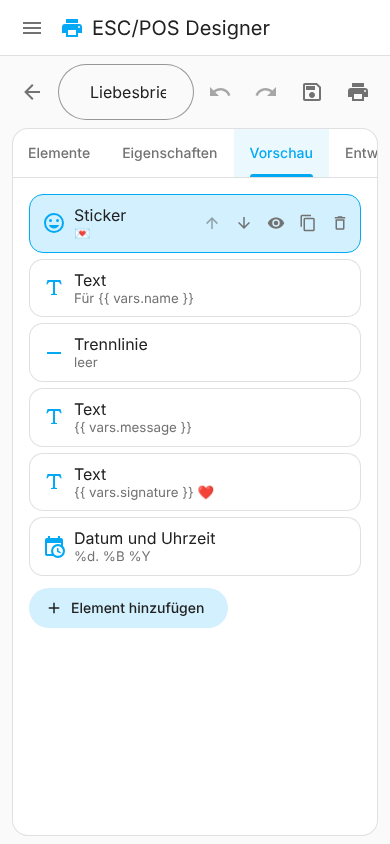 ESC/POS Designer
Liebesbrie
Elemente Eigenschaften Vorschau Entw
Sticker
💌
Text
Für {{ vars.name }}
Trennlinie
leer
Text
{{ vars.message }}
Text
{{ vars.signature }} ❤️
Datum und Uhrzeit
%d. %B %Y
+ Element hinzufügen